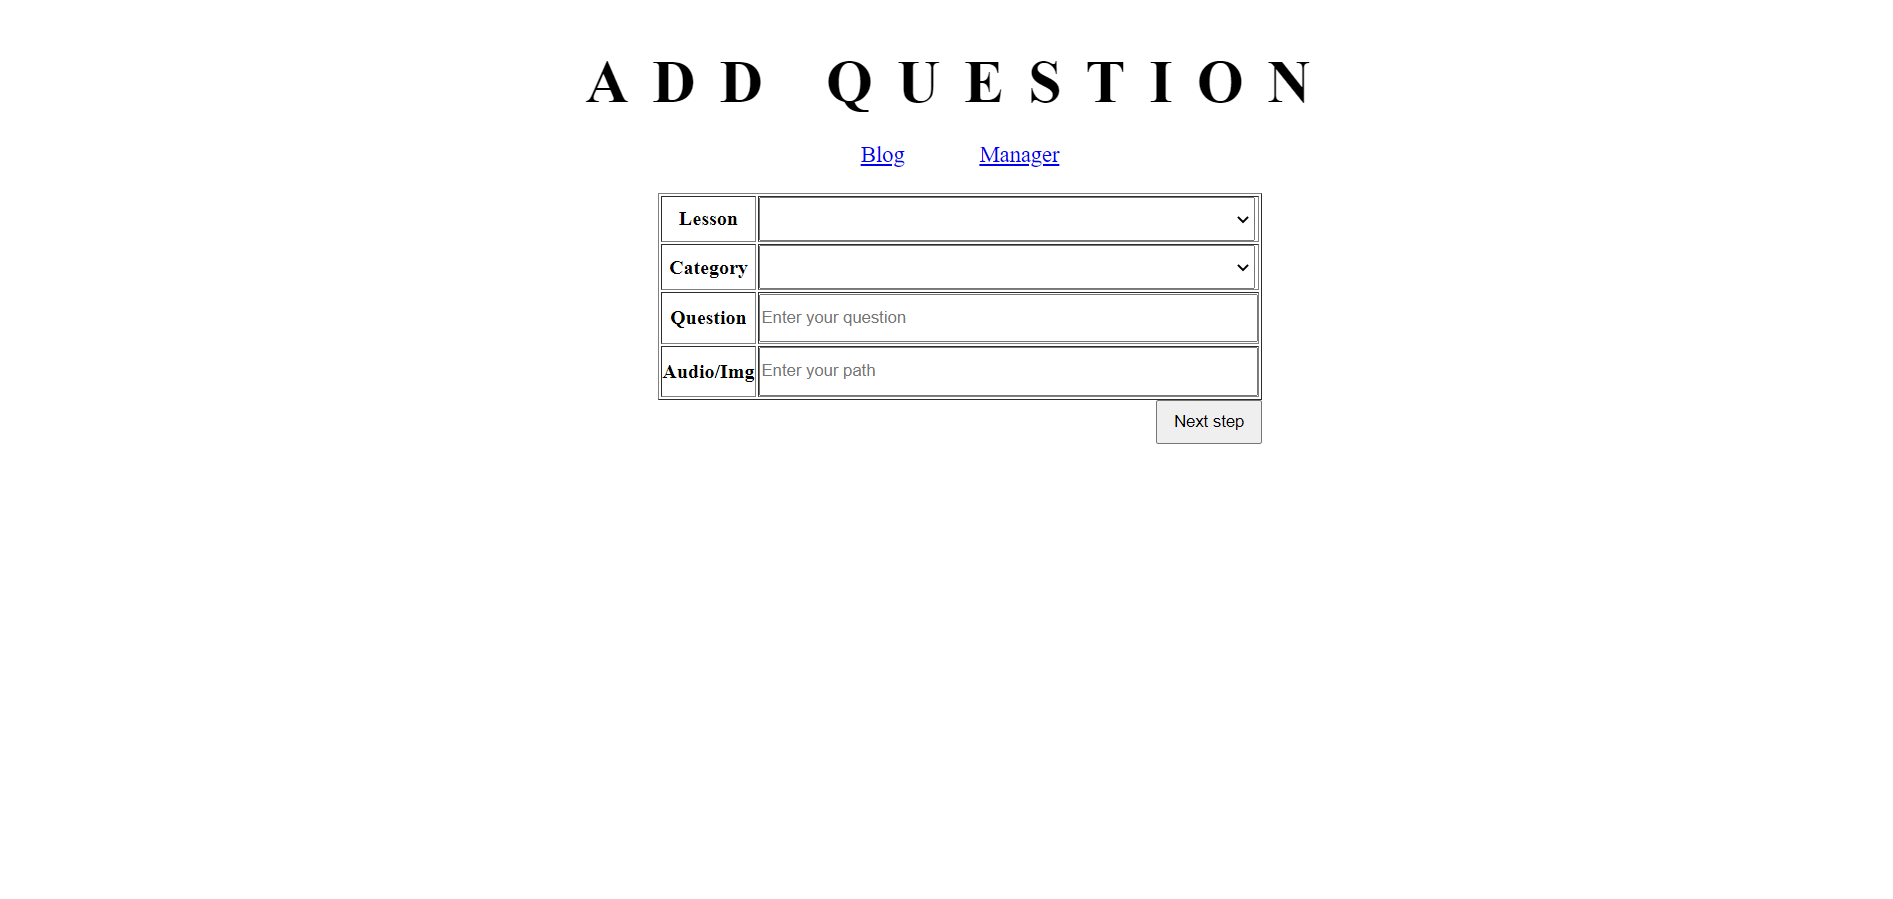 ADD QUESTION
Blog Manager
Lesson
Category
Question Enter your question
Audio/Img Enter your path
Next step